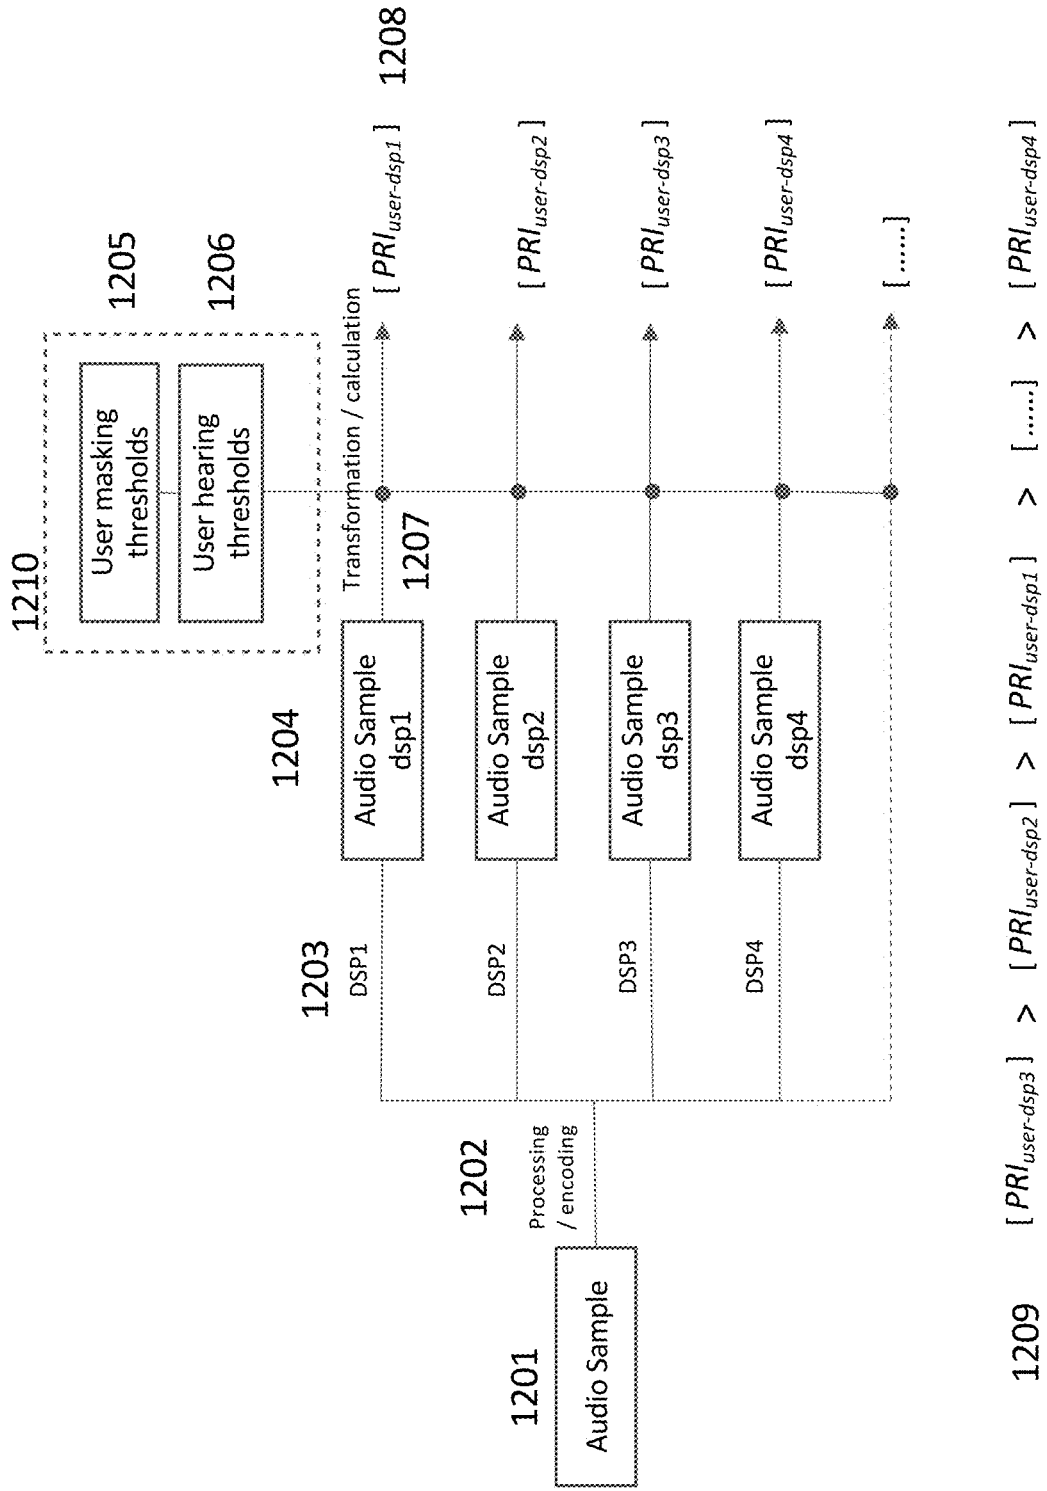 1210
User masking
thresholds
1205
User hearing
thresholds
1206
1204
Transformation / calculation
1203
DSP1
Audio Sample
dsp1
1207
[ PRIuser-dsp1 ]
1208
1202
Processing
/ encoding
DSP2
Audio Sample
dsp2
[ PRIuser-dsp2 ]
1201
Audio Sample
DSP3
Audio Sample
dsp3
[ PRIuser-dsp3 ]
DSP4
Audio Sample
dsp4
[ PRIuser-dsp4 ]
[ ...... ]
1209
[ PRIuser-dsp3 ] > [ PRIuser-dsp2 ] > [ PRIuser-dsp1 ] > [ ...... ] > [ PRIuser-dsp4 ]